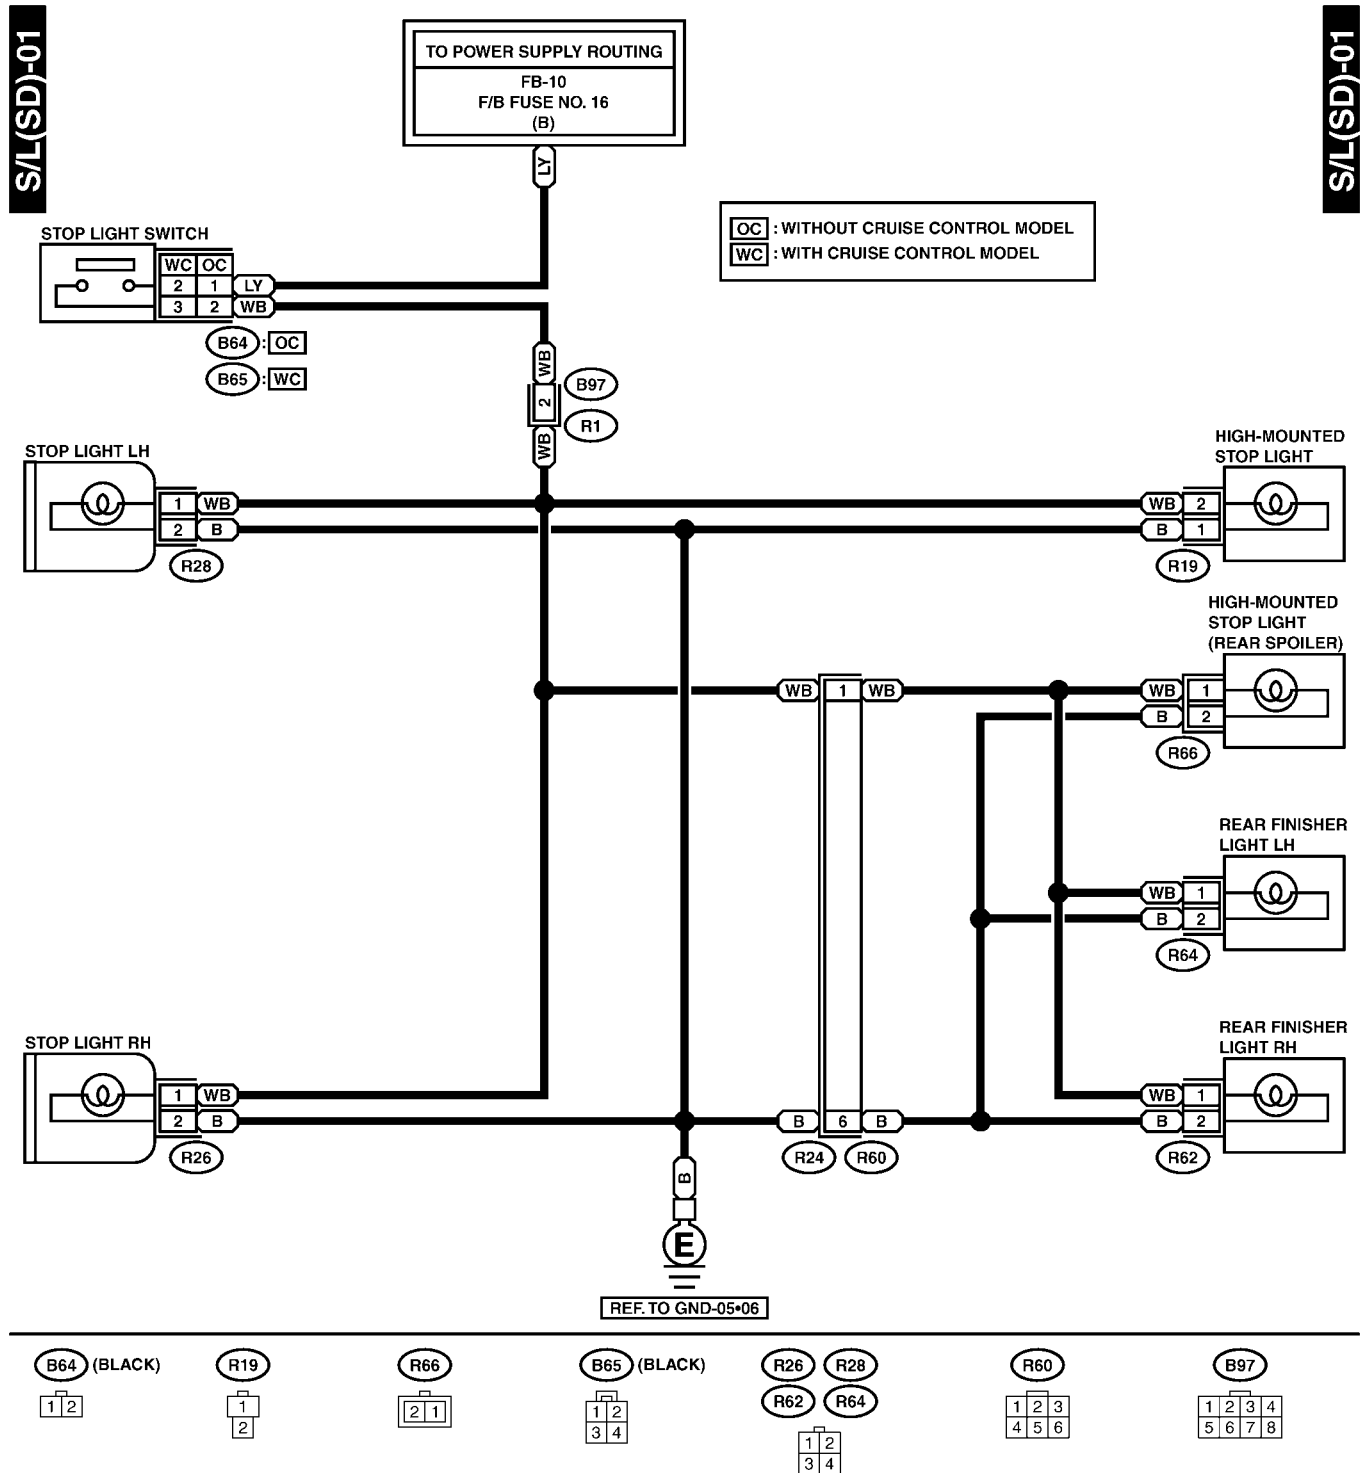 S/L(SD)-01
S/L(SD)-01
TO POWER SUPPLY ROUTING
FB-10
F/B FUSE NO. 16
(B)
LY
OC : WITHOUT CRUISE CONTROL MODEL
WC : WITH CRUISE CONTROL MODEL
STOP LIGHT SWITCH
WC OC
2 1 LY
3 2 WB
B64 : OC
B65 : WC
WB
B97
2
R1
WB
STOP LIGHT LH
1 WB
2 B
R28
HIGH-MOUNTED
STOP LIGHT
WB 2
B 1
R19
HIGH-MOUNTED
STOP LIGHT
(REAR SPOILER)
WB 1 WB
WB 1
B 2
R66
REAR FINISHER
LIGHT LH
WB 1
B 2
R64
STOP LIGHT RH
1 WB
2 B
R26
B 6 B
R24 R60
REAR FINISHER
LIGHT RH
WB 1
B 2
R62
B
E
REF. TO GND-05•06
B64 (BLACK)
1 2
R19
1
2
R66
2 1
B65 (BLACK)
1 2
3 4
R26 R28
R62 R64
1 2
3 4
R60
1 2 3
4 5 6
B97
1 2 3 4
5 6 7 8